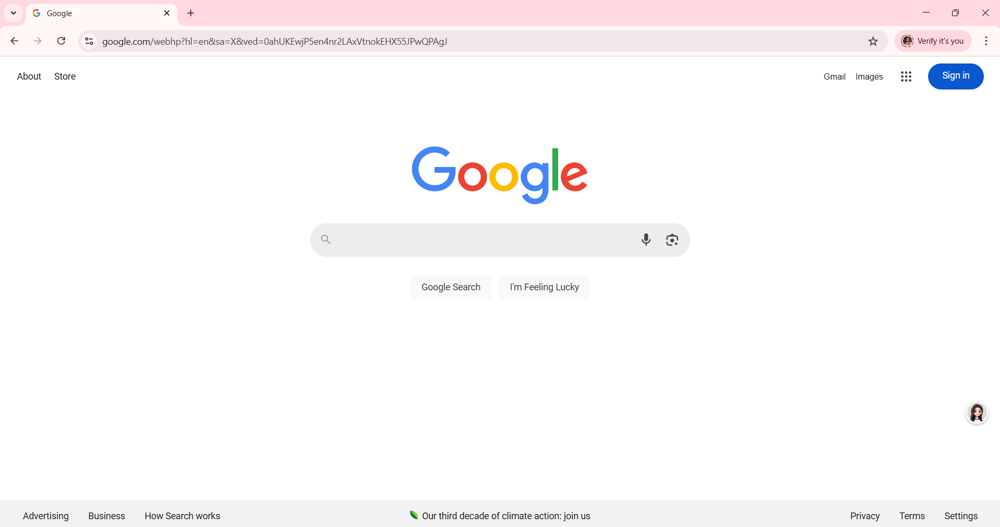 Google
google.com/webhp?hl=en&sa=X&ved=0ahUKEwjP5en4nr2LAxVtnokEHX55JPwQPAgJ
Verify it's you
About Store
Gmail Images
Sign in
Google
Google Search I'm Feeling Lucky
Advertising Business How Search works
Our third decade of climate action: join us
Privacy Terms Settings